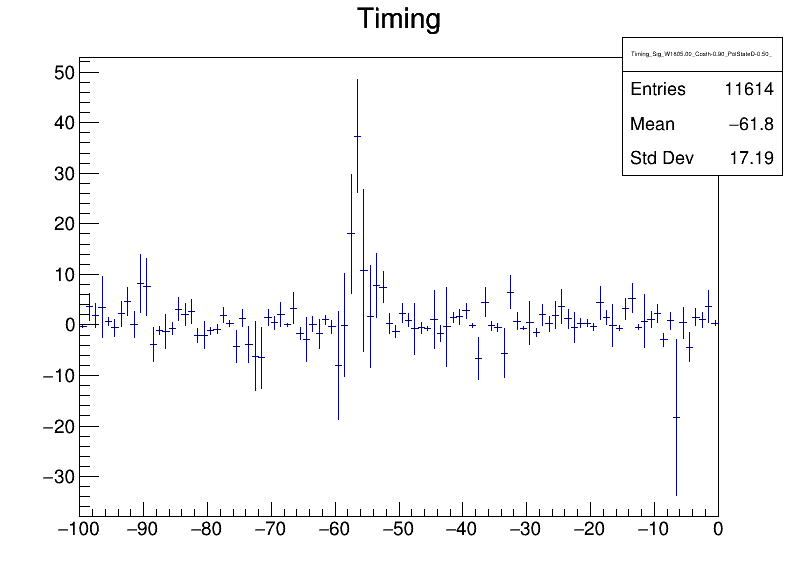 Timing
Timing_Sig_W1605.00_Costh-0.90_PolStateD-0.50_
Entries 11614
Mean −61.8
Std Dev 17.19
50
40
30
20
10
0
−10
−20
−30
−100 −90 −80 −70 −60 −50 −40 −30 −20 −10 0